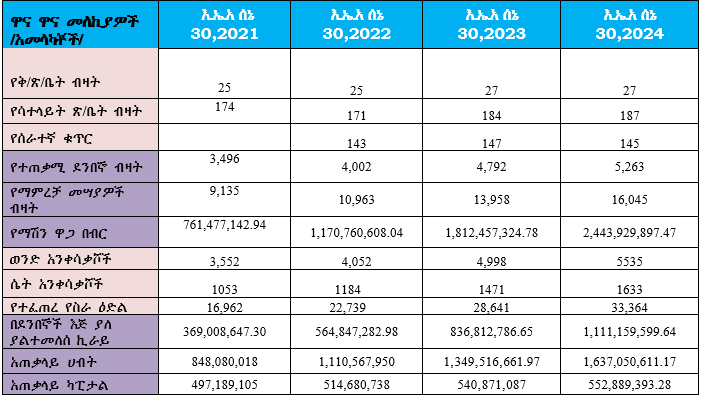 ዋና ዋና መለኪያዎች /አመላካቾች/ እ.ኤ.አ ሰኔ 30,2021 እ.ኤ.አ ሰኔ 30,2022 እ.ኤ.አ ሰኔ 30,2023 እ.ኤ.አ ሰኔ 30,2024
የቅ/ጽ/ቤት ብዛት 25 25 27 27
የሳተላይት ጽ/ቤት ብዛት 174 171 184 187
የሰራተኛ ቁጥር 143 147 145
የተጠቃሚ ደንበኞ ብዛት 3,496 4,002 4,792 5,263
የማምረቻ መሣያዎች ብዛት 9,135 10,963 13,958 16,045
የማሽን ዋጋ በብር 761,477,142.94 1,170,760,608.04 1,812,457,324.78 2,443,929,897.47
ወንድ አንቀሳቃሾች 3,552 4,052 4,998 5535
ሴት አንቀሳቃሾች 1053 1184 1471 1633
የተፈጠረ የስራ ዕድል 16,962 22,739 28,641 33,364
በደንበኞች እጅ ያለ ያልተመለሰ ኪራይ 369,008,647.30 564,847,282.98 836,812,786.65 1,111,159,599.64
አጠቃላይ ሀብት 848,080,018 1,110,567,950 1,349,516,661.97 1,637,050,611.17
አጠቃላይ ካፒታል 497,189,105 514,680,738 540,871,087 552,889,393.28